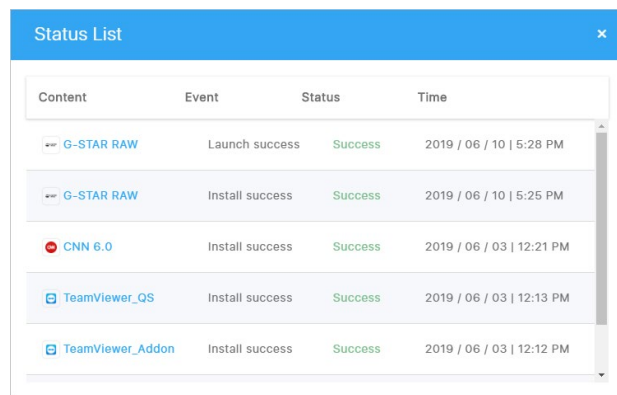 Status List ×
Content Event Status Time
G-STAR RAW Launch success Success 2019 / 06 / 10 | 5:28 PM
G-STAR RAW Install success Success 2019 / 06 / 10 | 5:25 PM
CNN 6.0 Install success Success 2019 / 06 / 03 | 12:21 PM
TeamViewer_QS Install success Success 2019 / 06 / 03 | 12:13 PM
TeamViewer_Addon Install success Success 2019 / 06 / 03 | 12:12 PM